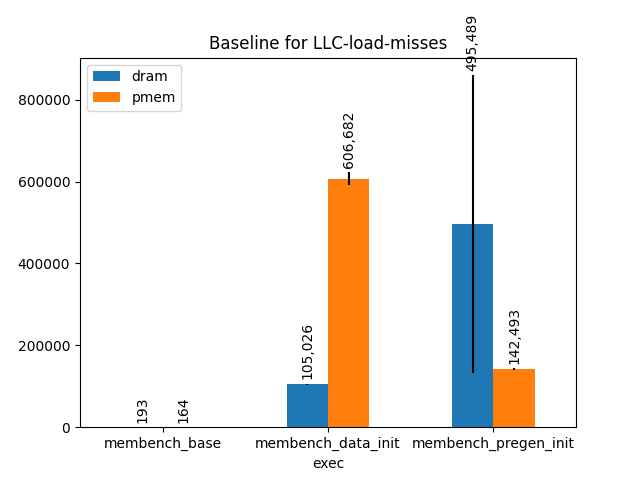 Baseline for LLC-load-misses
dram
pmem
800000
600000
400000
200000
0
193
164
105,026
606,682
495,489
142,493
membench_base
membench_data_init
membench_pregen_init
exec